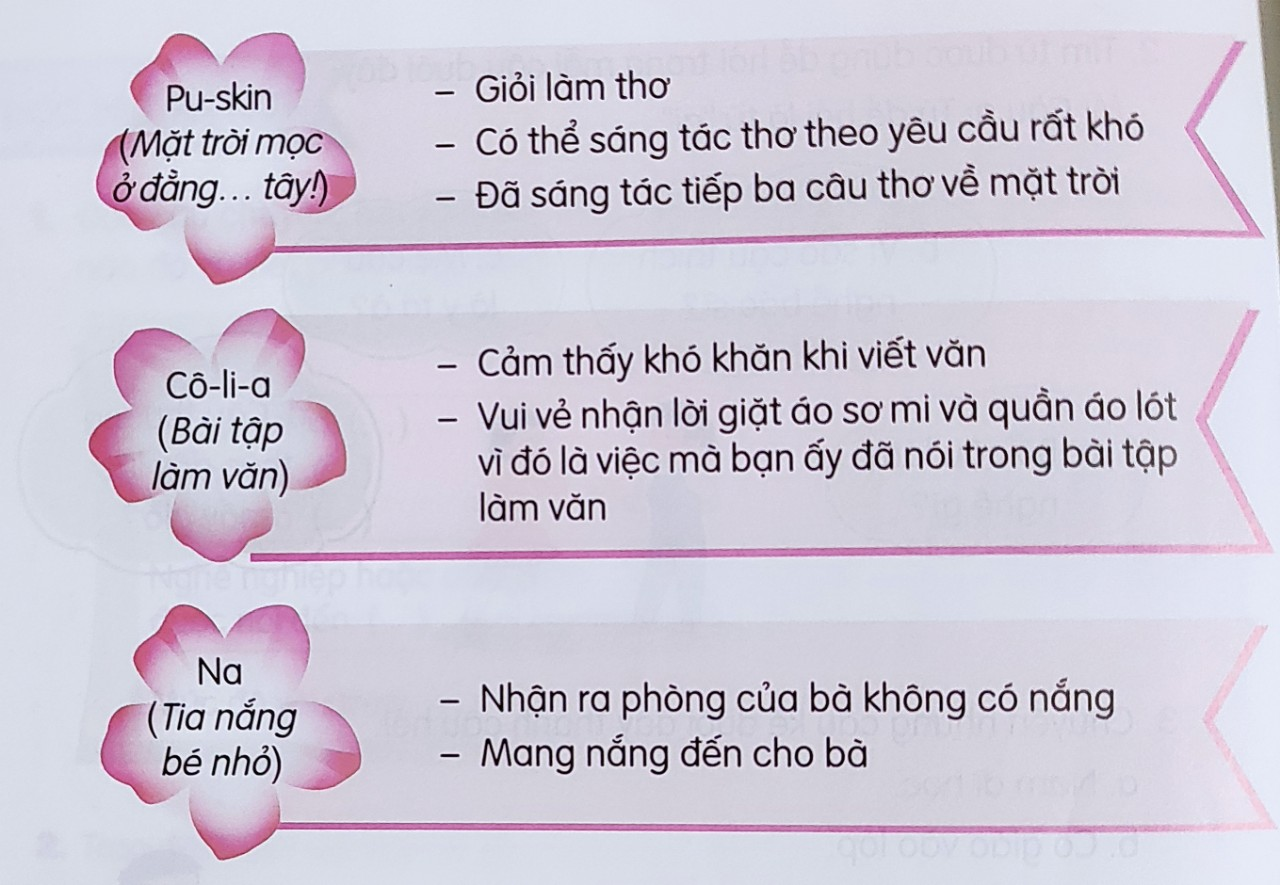 Pu-skin
(Mặt trời mọc
ở đằng... tây!)
– Giỏi làm thơ
– Có thể sáng tác thơ theo yêu cầu rất khó
– Đã sáng tác tiếp ba câu thơ về mặt trời
Cô-li-a
(Bài tập
làm văn)
– Cảm thấy khó khăn khi viết văn
– Vui vẻ nhận lời giặt áo sơ mi và quần áo lót
vì đó là việc mà bạn ấy đã nói trong bài tập
làm văn
Na
(Tia nắng
bé nhỏ)
– Nhận ra phòng của bà không có nắng
– Mang nắng đến cho bà